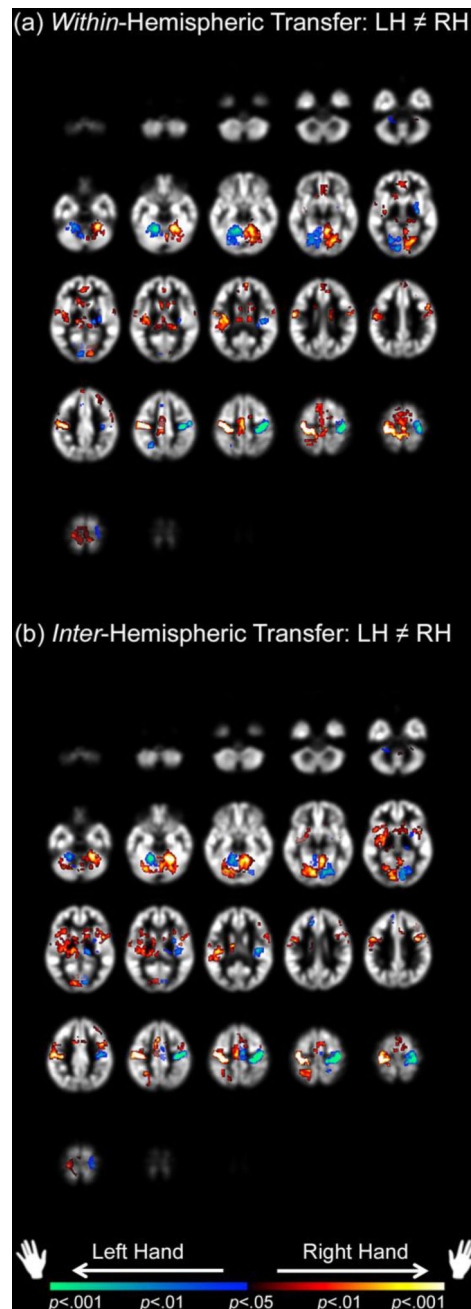 (a) Within-Hemispheric Transfer: LH ≠ RH
(b) Inter-Hemispheric Transfer: LH ≠ RH
Left Hand Right Hand
p<.001 p<.01 p<.05 p<.01 p<.001